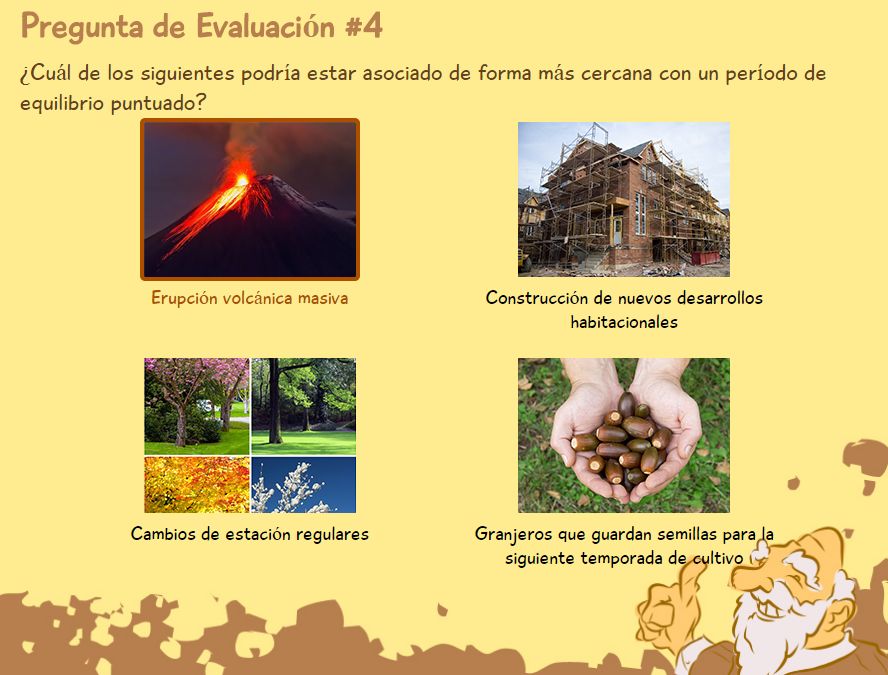 Pregunta de Evaluación #4
¿Cuál de los siguientes podría estar asociado de forma más cercana con un período de
equilibrio puntuado?
Erupción volcánica masiva
Construcción de nuevos desarrollos
habitacionales
Cambios de estación regulares
Granjeros que guardan semillas para la
siguiente temporada de cultivo